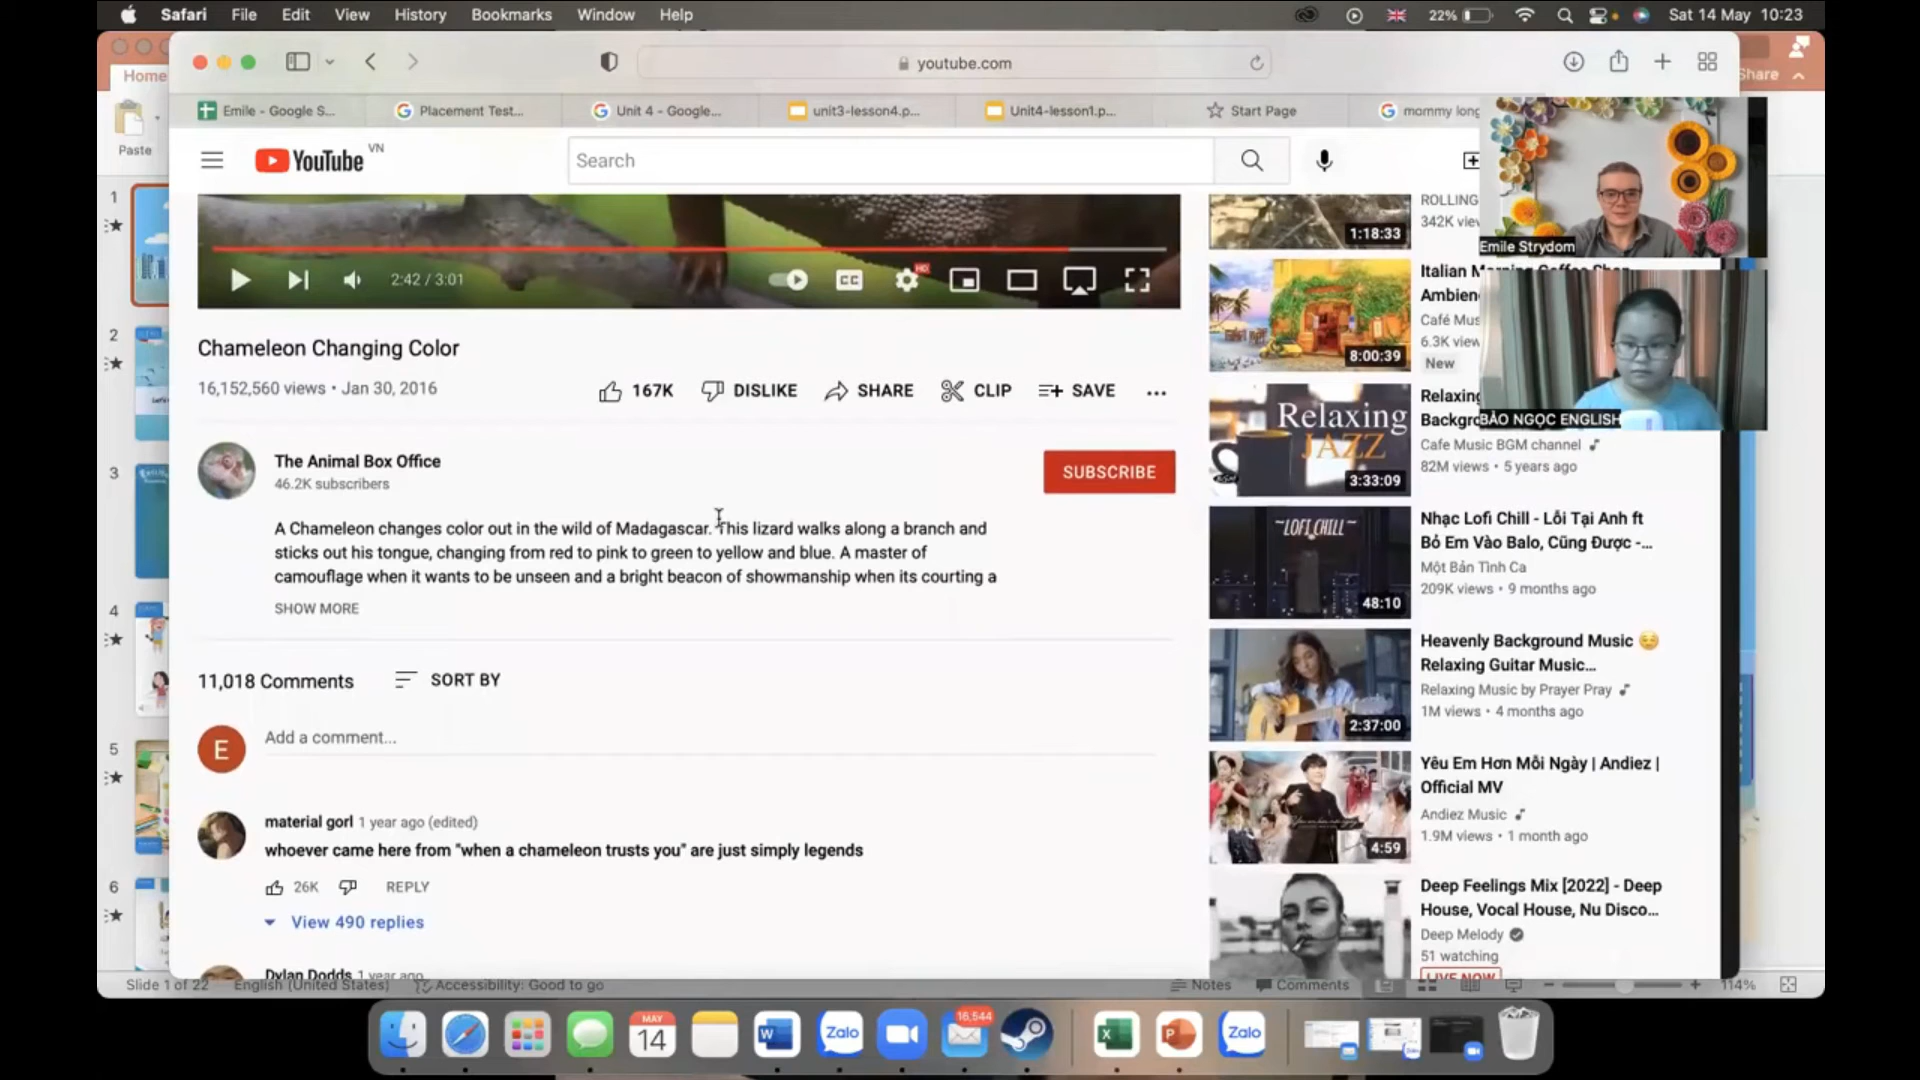 Safari File Edit View History Bookmarks Window Help
22% Sat 14 May 10:23
Home
Share
youtube.com
Paste
Emile - Google S...
Placement Test...
Unit 4 - Google...
unit3-lesson4.p...
Unit4-lesson1.p...
Start Page
mommy long
YouTube VN
Search
2:42 / 3:01
CC
HD
Chameleon Changing Color
16,152,560 views • Jan 30, 2016
167K DISLIKE SHARE CLIP SAVE
The Animal Box Office
46.2K subscribers
SUBSCRIBE
A Chameleon changes color out in the wild of Madagascar. This lizard walks along a branch and
sticks out his tongue, changing from red to pink to green to yellow and blue. A master of
camouflage when it wants to be unseen and a bright beacon of showmanship when its courting a
SHOW MORE
11,018 Comments SORT BY
E
Add a comment...
material gorl 1 year ago (edited)
whoever came here from "when a chameleon trusts you" are just simply legends
26K REPLY
View 490 replies
Dylan Dodds 1 year ago
ROLLING
342K view
1:18:33
Emile Strydom
Italian Morning Coffee Shop
Ambien
Café Mus
6.3K view
New
8:00:39
Relaxing
JAZZ
3:33:09
Relaxing
Backgro
BẢO NGỌC ENGLISH
Cafe Music BGM channel
82M views • 5 years ago
~LOFI CHILL~
48:10
Nhạc Lofi Chill - Lỗi Tại Anh ft
Bỏ Em Vào Balo, Cũng Được -...
Một Bản Tình Ca
209K views • 9 months ago
2:37:00
Heavenly Background Music 😌
Relaxing Guitar Music...
Relaxing Music by Prayer Pray
1M views • 4 months ago
4:59
Yêu Em Hơn Mỗi Ngày | Andiez |
Official MV
Andiez Music
1.9M views • 1 month ago
Deep Feelings Mix [2022] - Deep
House, Vocal House, Nu Disco...
Deep Melody
51 watching
LIVE NOW
1
2
3
4
5
6
Slide 1 of 22 English (United States) Accessibility: Good to go
Notes Comments 114%
MAY
14
W
Zalo
16,544
X
P
Zalo